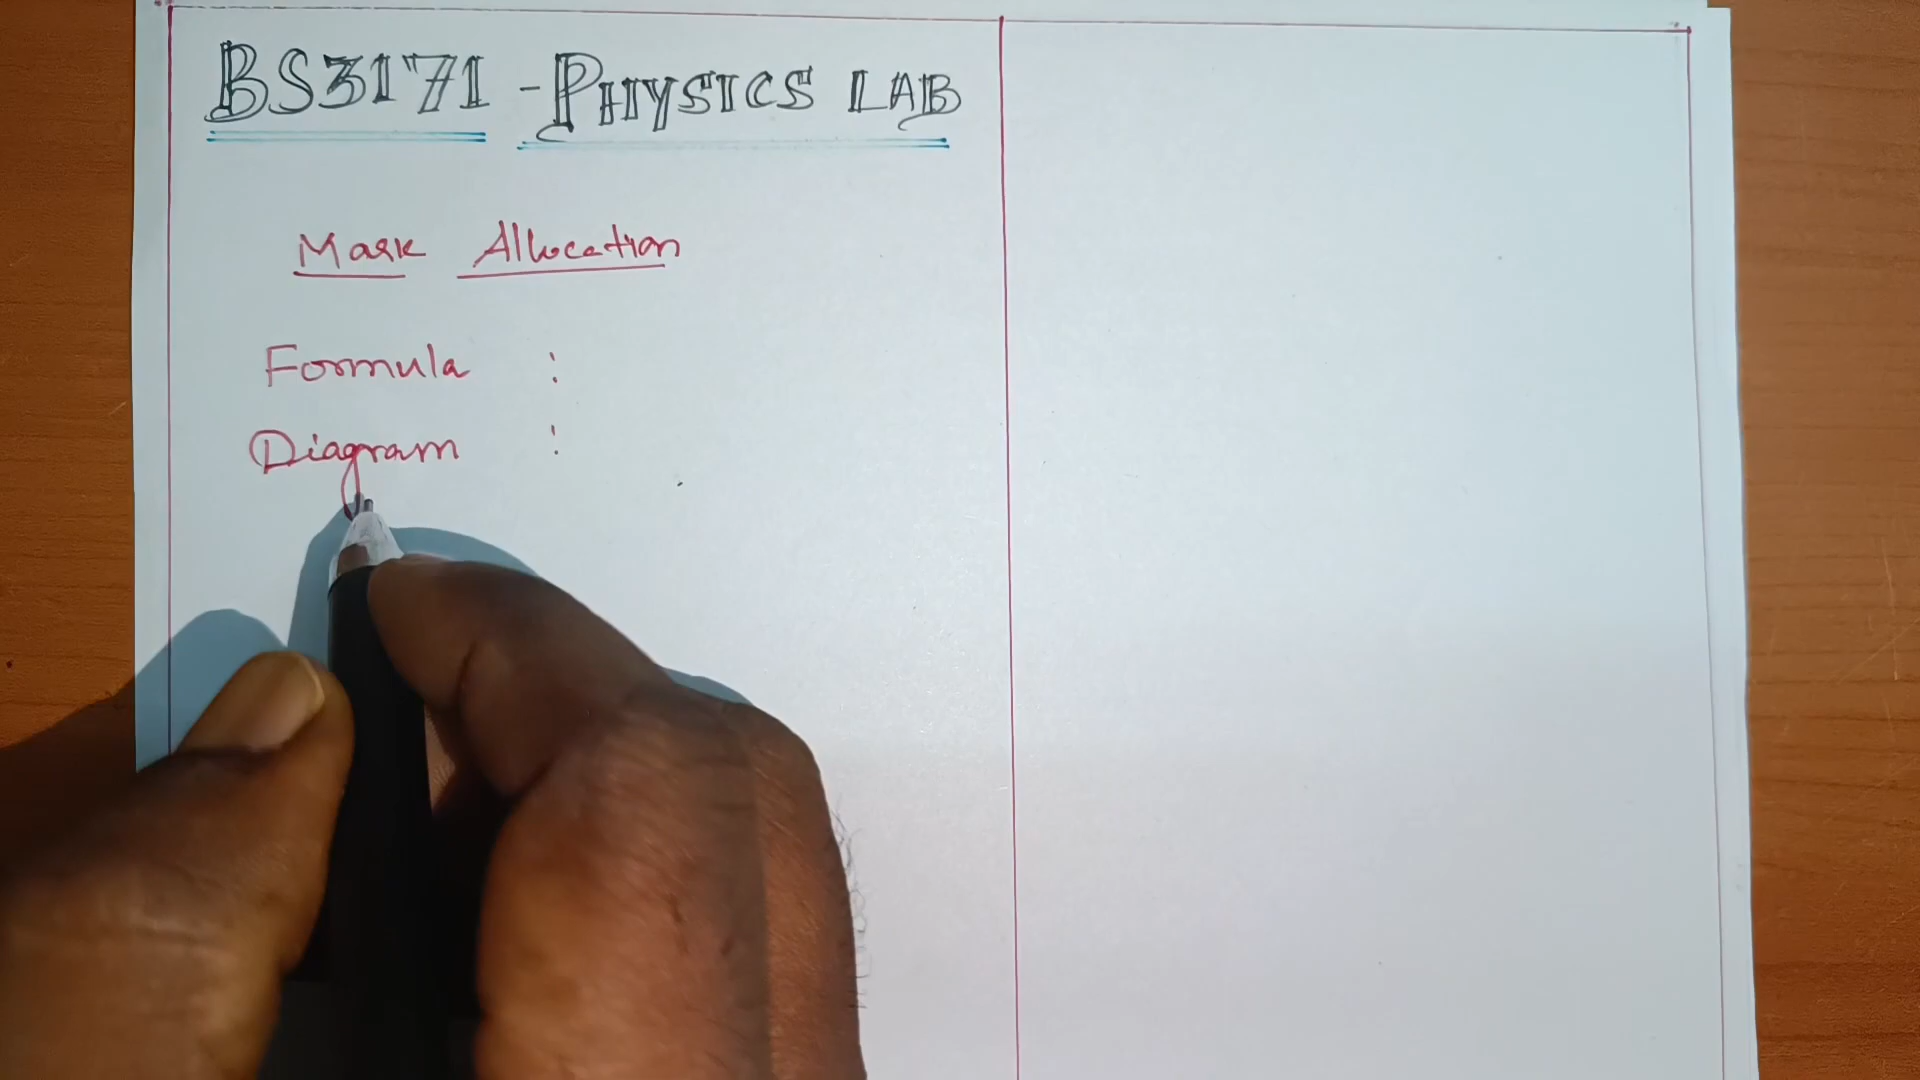 BS3171 - PHYSICS LAB
Mark Allocation
Formula :
Diagram :